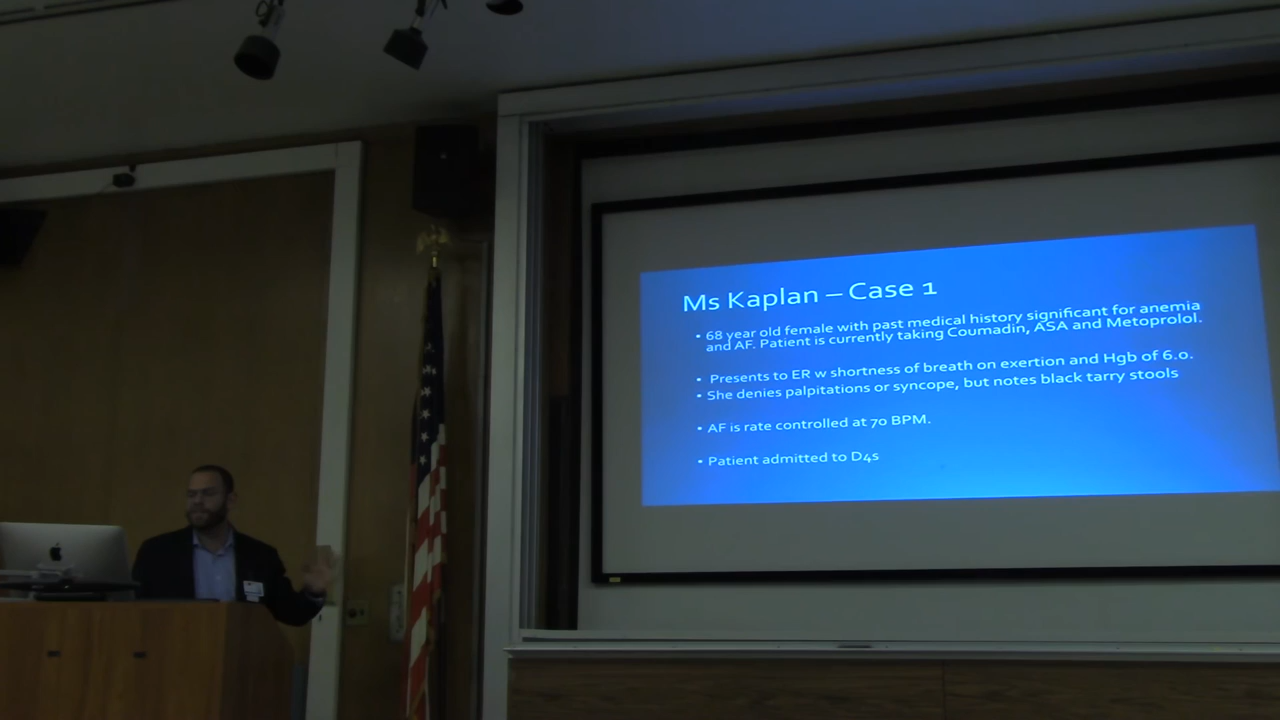 Ms Kaplan – Case 1
• 68 year old female with past medical history significant for anemia
and AF. Patient is currently taking Coumadin, ASA and Metoprolol.
• Presents to ER w shortness of breath on exertion and Hgb of 6.0.
• She denies palpitations or syncope, but notes black tarry stools
• AF is rate controlled at 70 BPM.
• Patient admitted to D4s